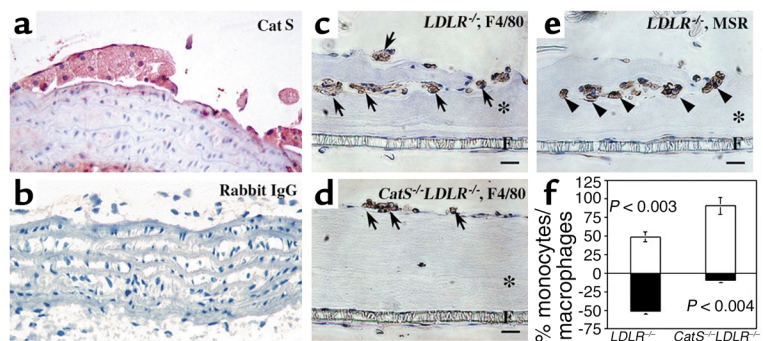 a
Cat S
b
Rabbit IgG
c
LDLR-/-, F4/80
*
F
d
CatS-/-LDLR-/-, F4/80
*
F
e
LDLR-/-, MSR
*
F
f
% monocytes/
macrophages
125
100
75
50
25
0
-25
-50
-75
P < 0.003
P < 0.004
LDLR-/-
CatS-/-LDLR-/-